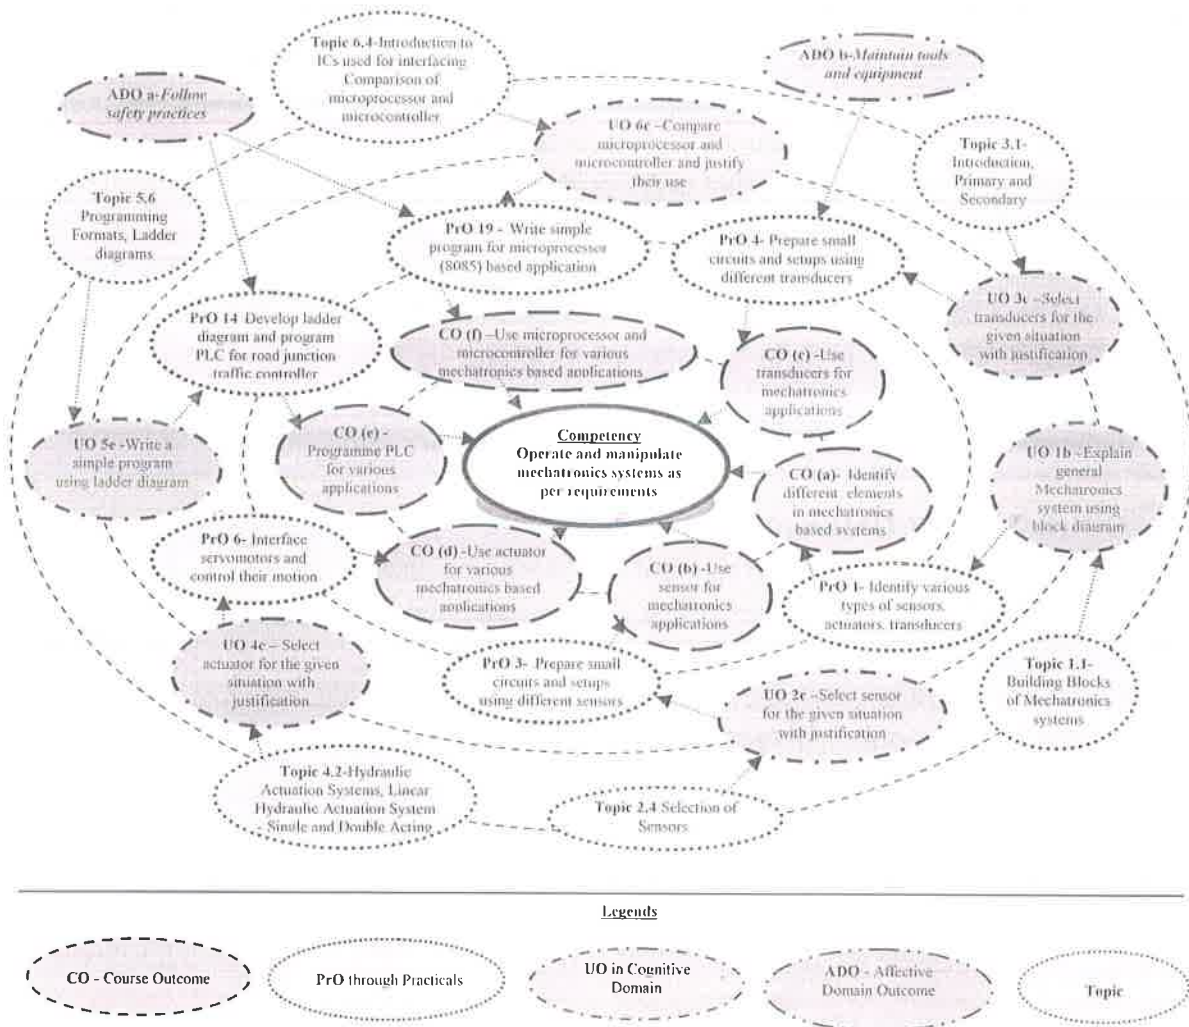 Topic 6.4-Introduction to
ICs used for interfacing
Comparison of
microprocessor and
microcontroller
ADO b-Maintain tools
and equipment
ADO a-Follow
safety practices
UO 6c –Compare
microprocessor and
microcontroller and justify
their use
Topic 3.1-
Introduction,
Primary and
Secondary
Topic 5.6
Programming
Formats, Ladder
diagrams
PrO 19 - Write simple
program for microprocessor
(8085) based application
PrO 4- Prepare small
circuits and setups using
different transducers
UO 3c –Select
transducers for the
given situation
with justification
PrO 14 Develop ladder
diagram and program
PLC for road junction
traffic controller
CO (f) –Use microprocessor and
microcontroller for various
mechatronics based applications
CO (c) -Use
transducers for
mechatronics
applications
UO 5e -Write a
simple program
using ladder diagram
CO (e) -
Programme PLC
for various
applications
Competency
Operate and manipulate
mechatronics systems as
per requirements
CO (a)- Identify
different elements
in mechatronics
based systems
UO 1b - Explain
general
Mechatronics
system using
block diagram
PrO 6- Interface
servomotors and
control their motion
CO (d) -Use actuator
for various
mechatronics based
applications
CO (b) -Use
sensor for
mechatronics
applications
PrO 1- Identify various
types of sensors,
actuators, transducers
UO 4c – Select
actuator for the given
situation with
justification
PrO 3- Prepare small
circuits and setups
using different sensors
UO 2c –Select sensor
for the given situation
with justification
Topic 1.1-
Building Blocks
of Mechatronics
systems
Topic 4.2-Hydraulic
Actuation Systems, Linear
Hydraulic Actuation System
- Single and Double Acting
Topic 2.4 Selection of
Sensors
Legends
CO - Course Outcome
PrO through Practicals
UO in Cognitive
Domain
ADO - Affective
Domain Outcome
Topic